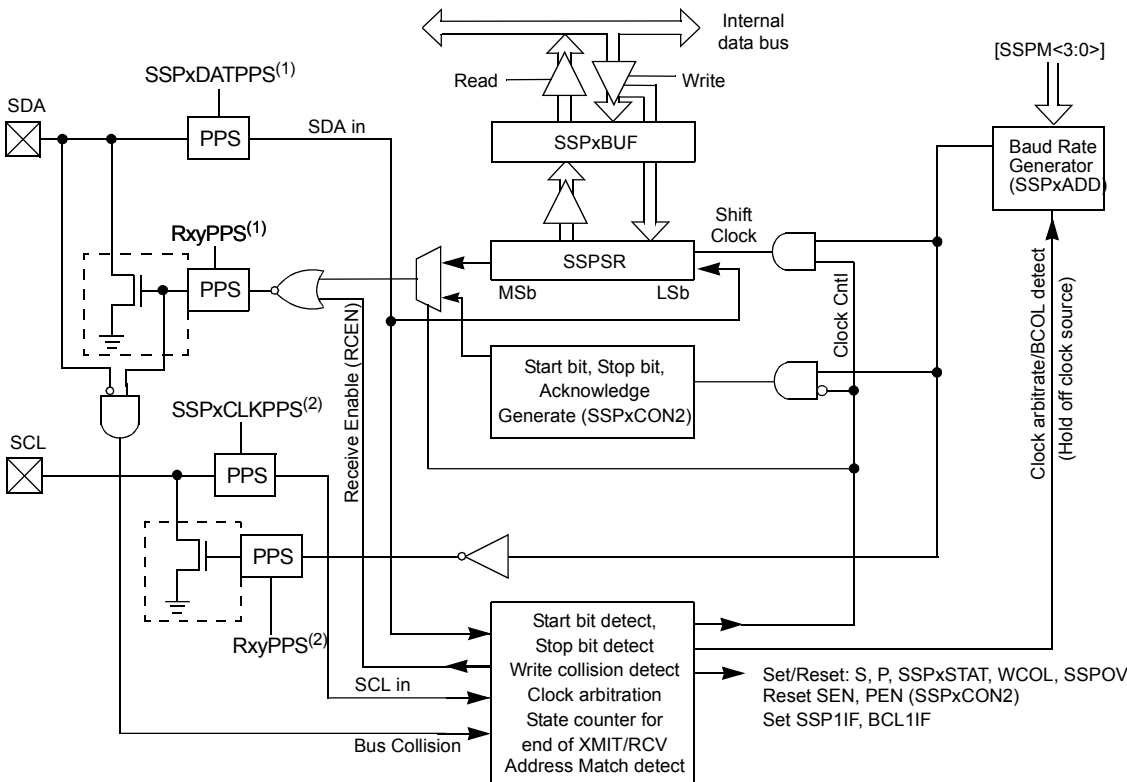 Internal
data bus
[SSPM<3:0>]
Read
Write
SSPxDATPPS(1)
SDA
PPS
SDA in
SSPxBUF
Baud Rate
Generator
(SSPxADD)
RxyPPS(1)
Shift
Clock
PPS
SSPSR
MSb
LSb
Clock Cntl
Clock arbitrate/BCOL detect
(Hold off clock source)
Receive Enable (RCEN)
Start bit, Stop bit,
Acknowledge
Generate (SSPxCON2)
SSPxCLKPPS(2)
SCL
PPS
PPS
RxyPPS(2)
SCL in
Bus Collision
Start bit detect,
Stop bit detect
Write collision detect
Clock arbitration
State counter for
end of XMIT/RCV
Address Match detect
Set/Reset: S, P, SSPxSTAT, WCOL, SSPOV
Reset SEN, PEN (SSPxCON2)
Set SSP1IF, BCL1IF